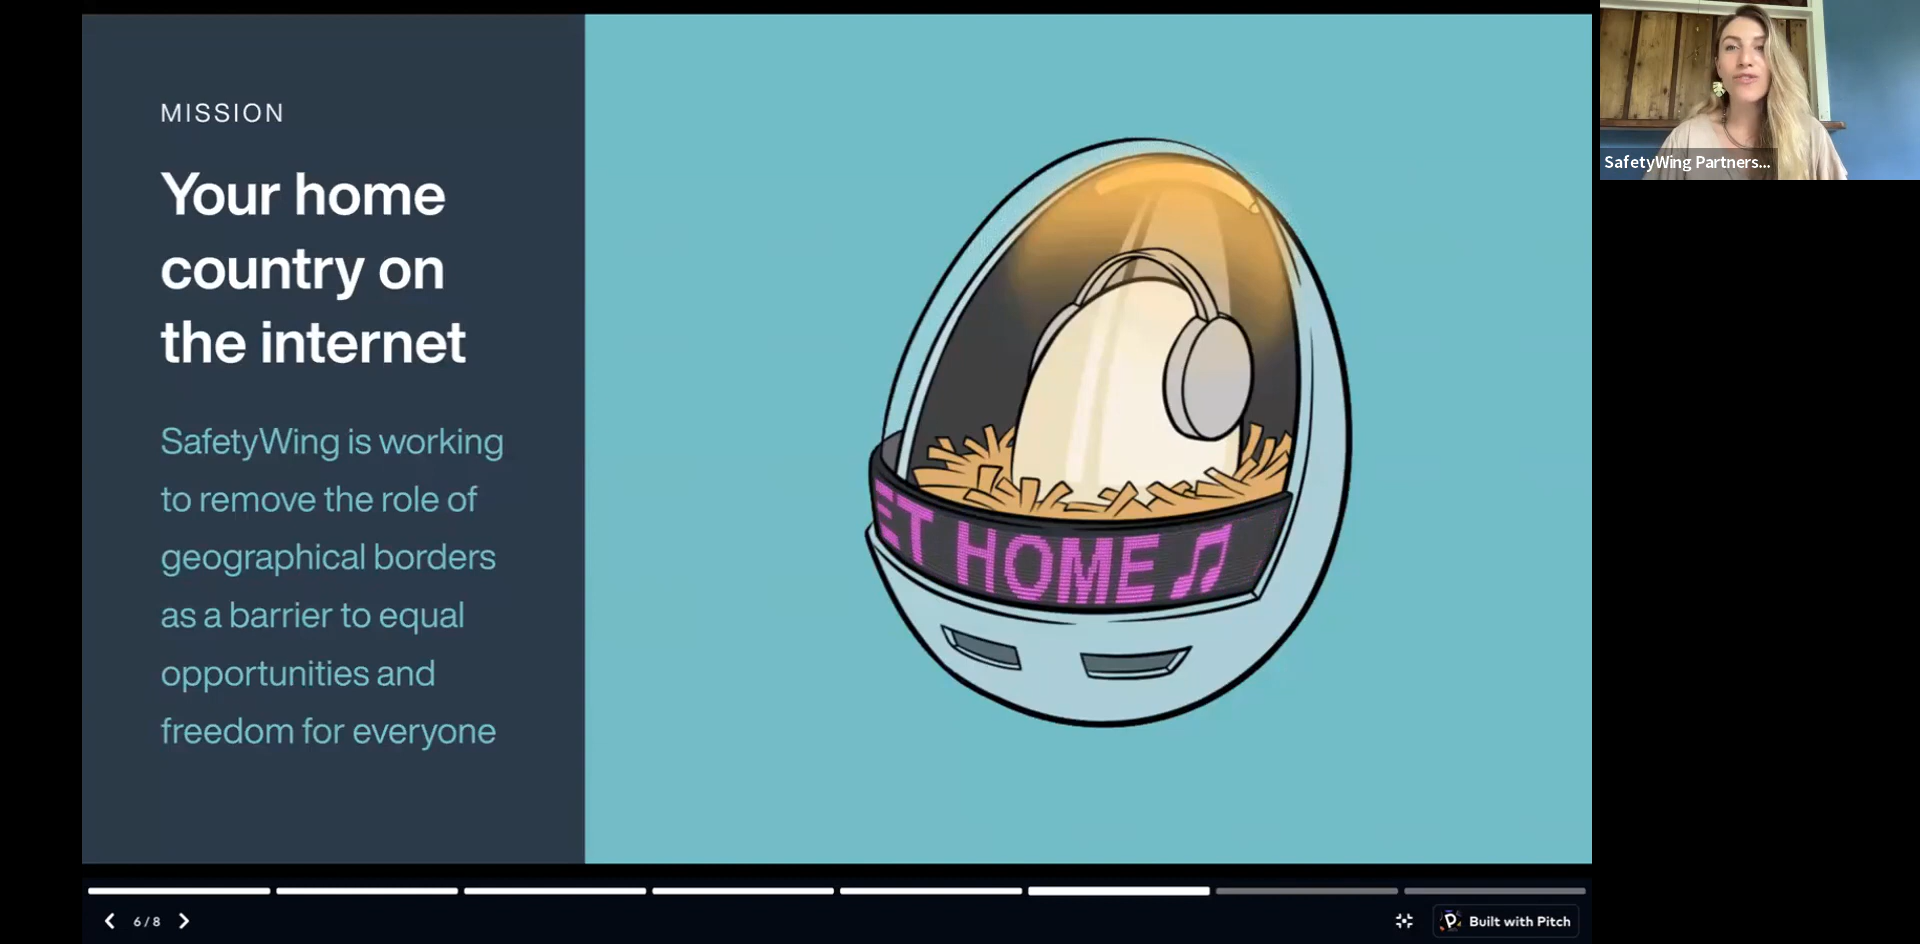 MISSION
Your home
country on
the internet
SafetyWing is working
to remove the role of
geographical borders
as a barrier to equal
opportunities and
freedom for everyone
ET HOME ♫
SafetyWing Partners...
6 / 8
Built with Pitch